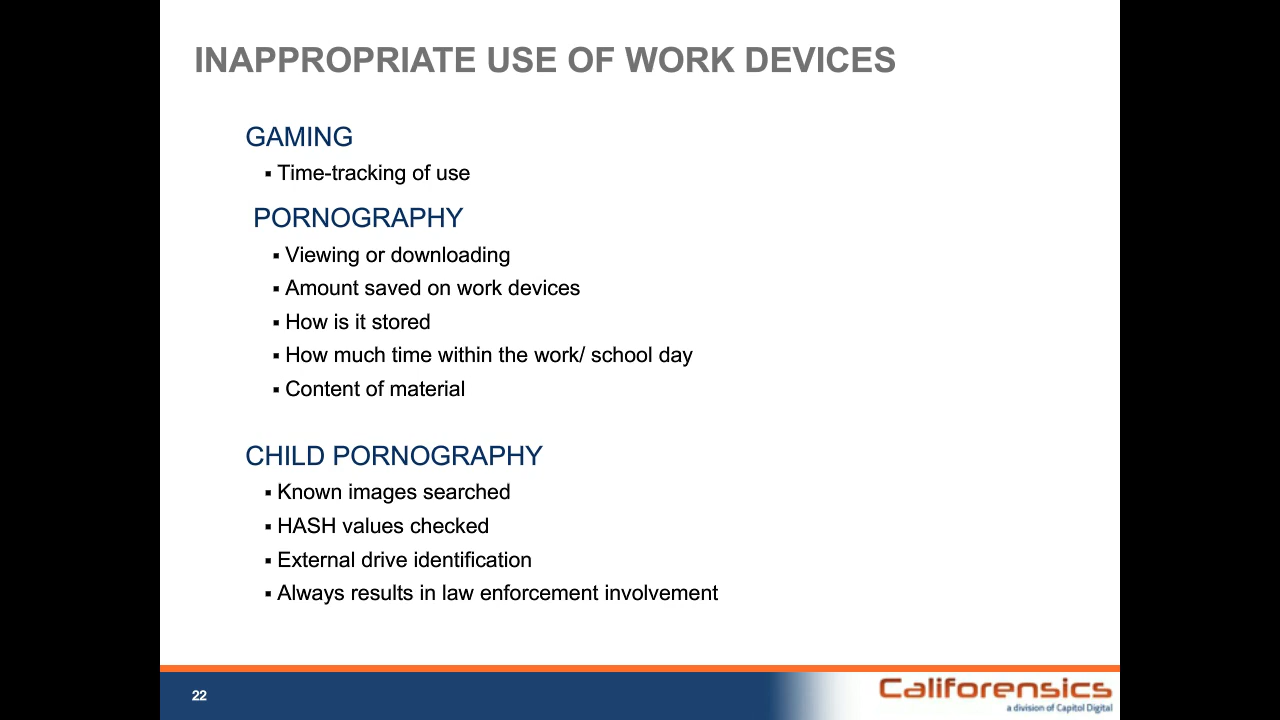 INAPPROPRIATE USE OF WORK DEVICES
GAMING
▪ Time-tracking of use
PORNOGRAPHY
▪ Viewing or downloading
▪ Amount saved on work devices
▪ How is it stored
▪ How much time within the work/ school day
▪ Content of material
CHILD PORNOGRAPHY
▪ Known images searched
▪ HASH values checked
▪ External drive identification
▪ Always results in law enforcement involvement
22
Califorensics
a division of Capitol Digital